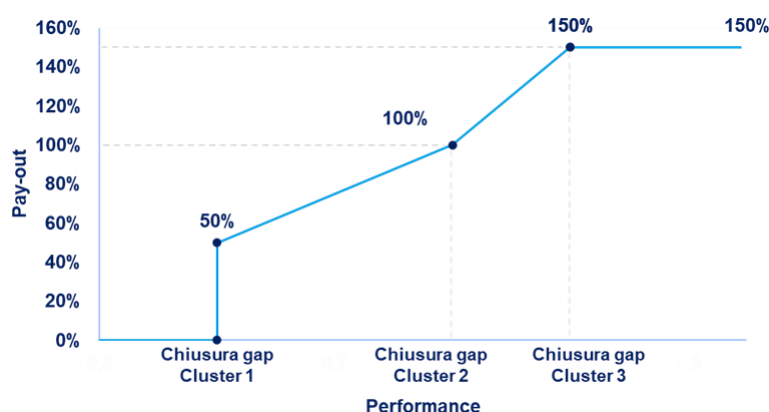 160%
150%
150%
140%
120%
100%
100%
80%
60%
50%
40%
20%
0%
Pay-out
Chiusura gap
Cluster 1
Chiusura gap
Cluster 2
Chiusura gap
Cluster 3
Performance